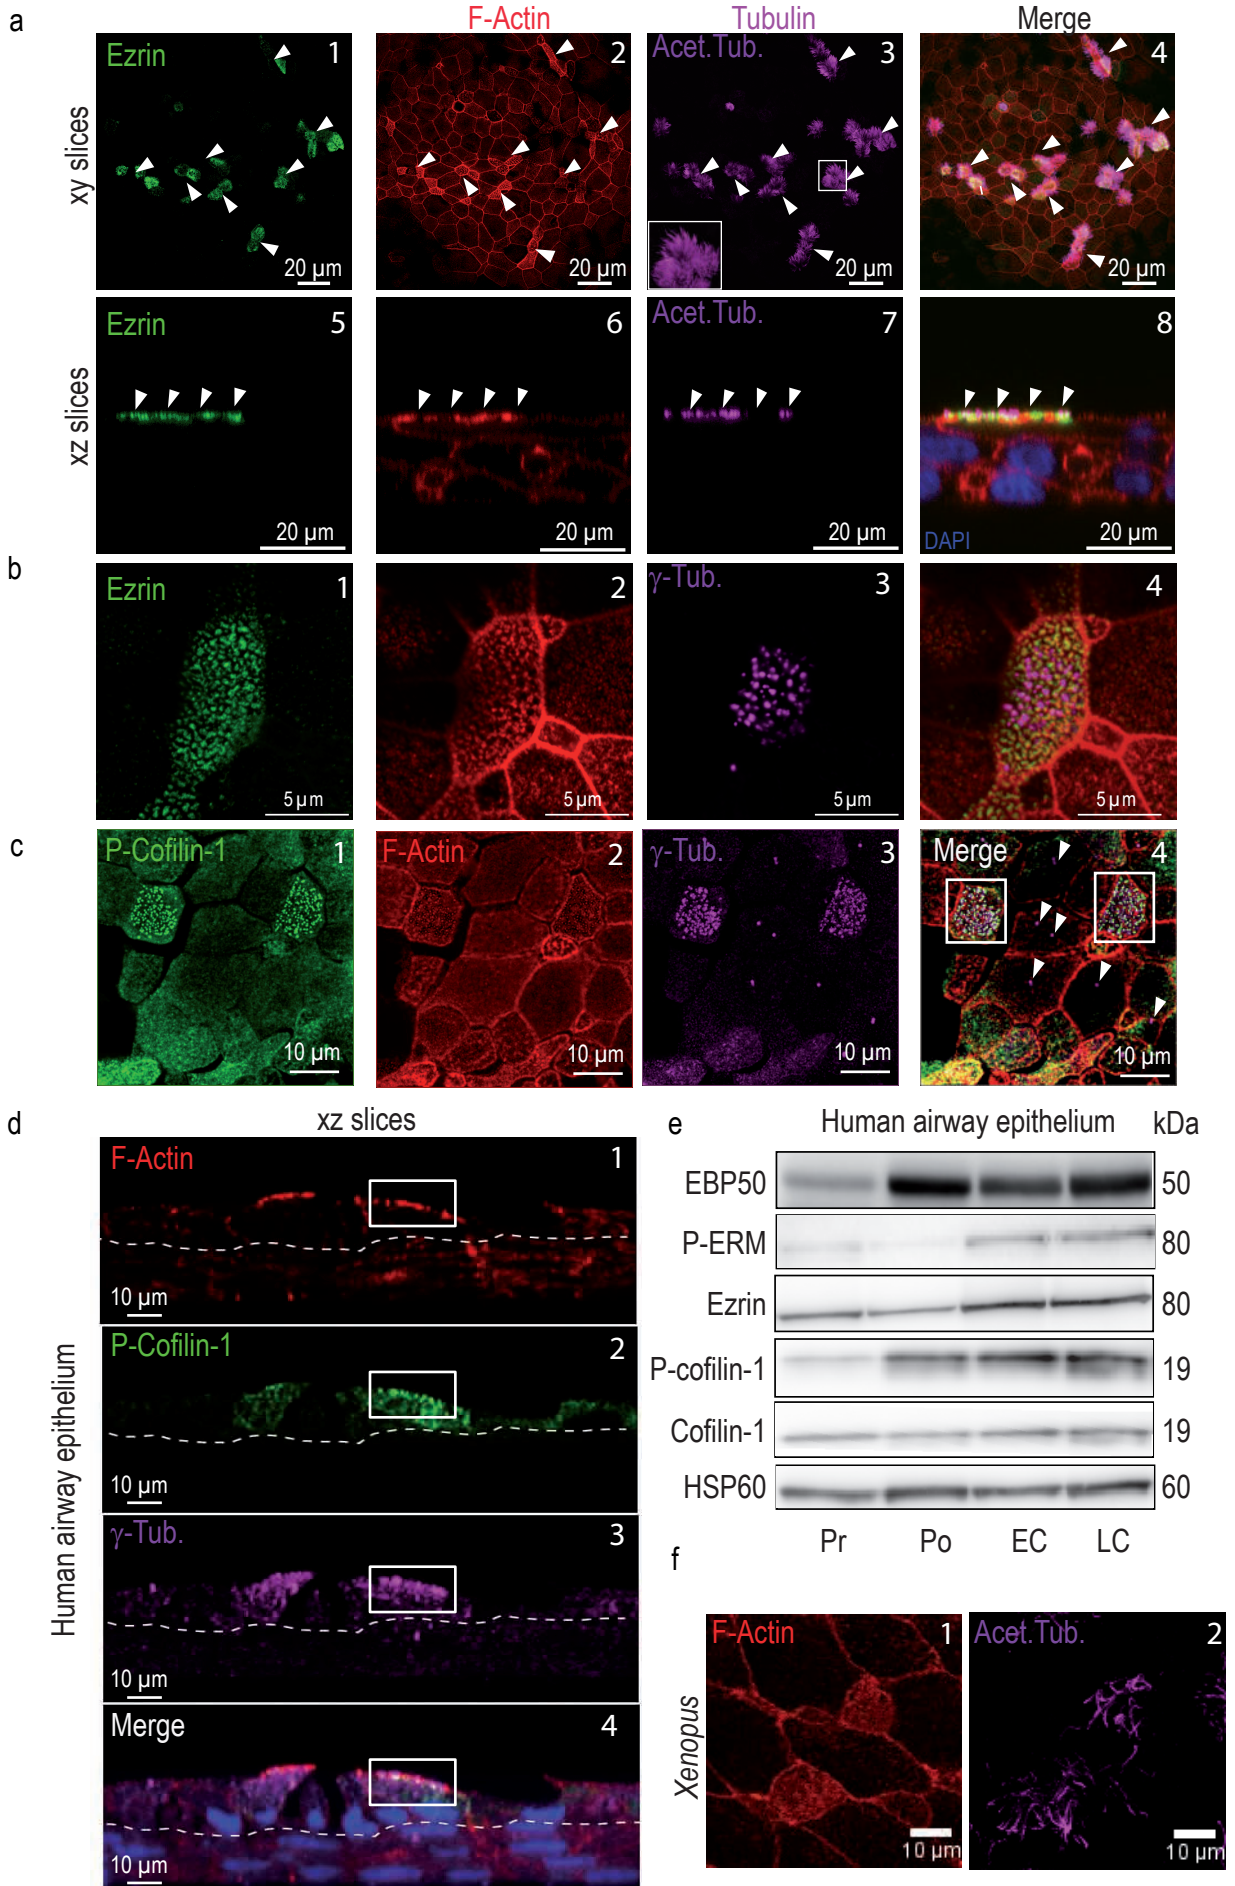 a
F-Actin
Tubulin
Merge
xy slices
Ezrin 1
2
Acet.Tub. 3
4
20 µm
20 µm
20 µm
20 µm
xz slices
Ezrin 5
6
Acet.Tub. 7
8
DAPI
20 µm
20 µm
20 µm
20 µm
b
Ezrin 1
2
γ-Tub. 3
4
5 µm
5 µm
5 µm
5 µm
c
P-Cofilin-1 1
F-Actin 2
γ-Tub. 3
Merge 4
10 µm
10 µm
10 µm
10 µm
d
xz slices
Human airway epithelium
F-Actin 1
10 µm
P-Cofilin-1 2
10 µm
γ-Tub. 3
10 µm
Merge 4
10 µm
e
Human airway epithelium kDa
EBP50 50
P-ERM 80
Ezrin 80
P-cofilin-1 19
Cofilin-1 19
HSP60 60
Pr Po EC LC
f
Xenopus
F-Actin 1
Acet.Tub. 2
10 µm
10 µm